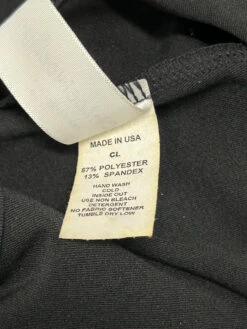 MADE IN USA
CL
87% POLYESTER
13% SPANDEX
HAND WASH
COLD
INSIDE OUT
USE NON BLEACH
DETERGENT
NO FABRIC SOFTENER
TUMBLE DRY LOW